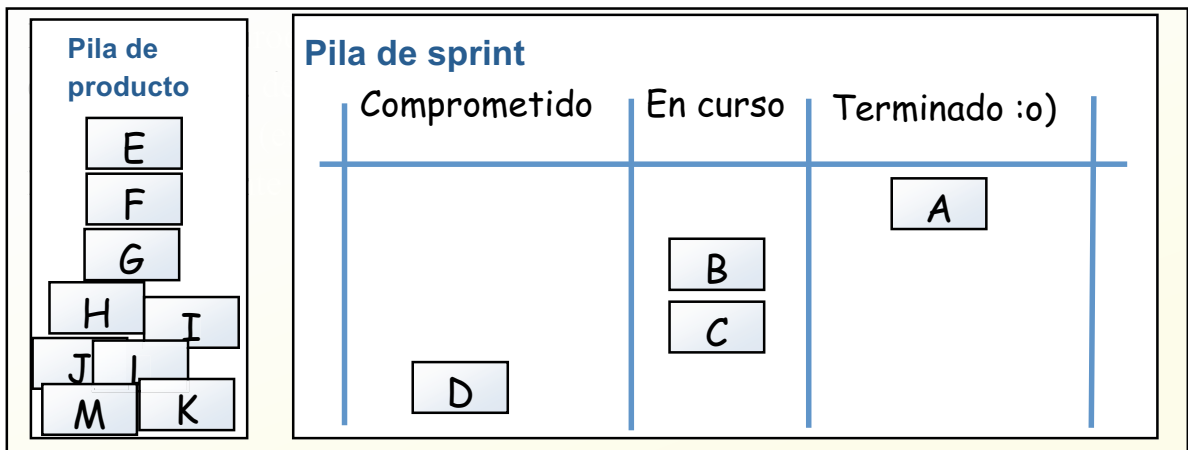 Pila de
producto
E
F
G
H
I
J
M
K
Pila de sprint
Comprometido
En curso
Terminado :o)
A
B
C
D